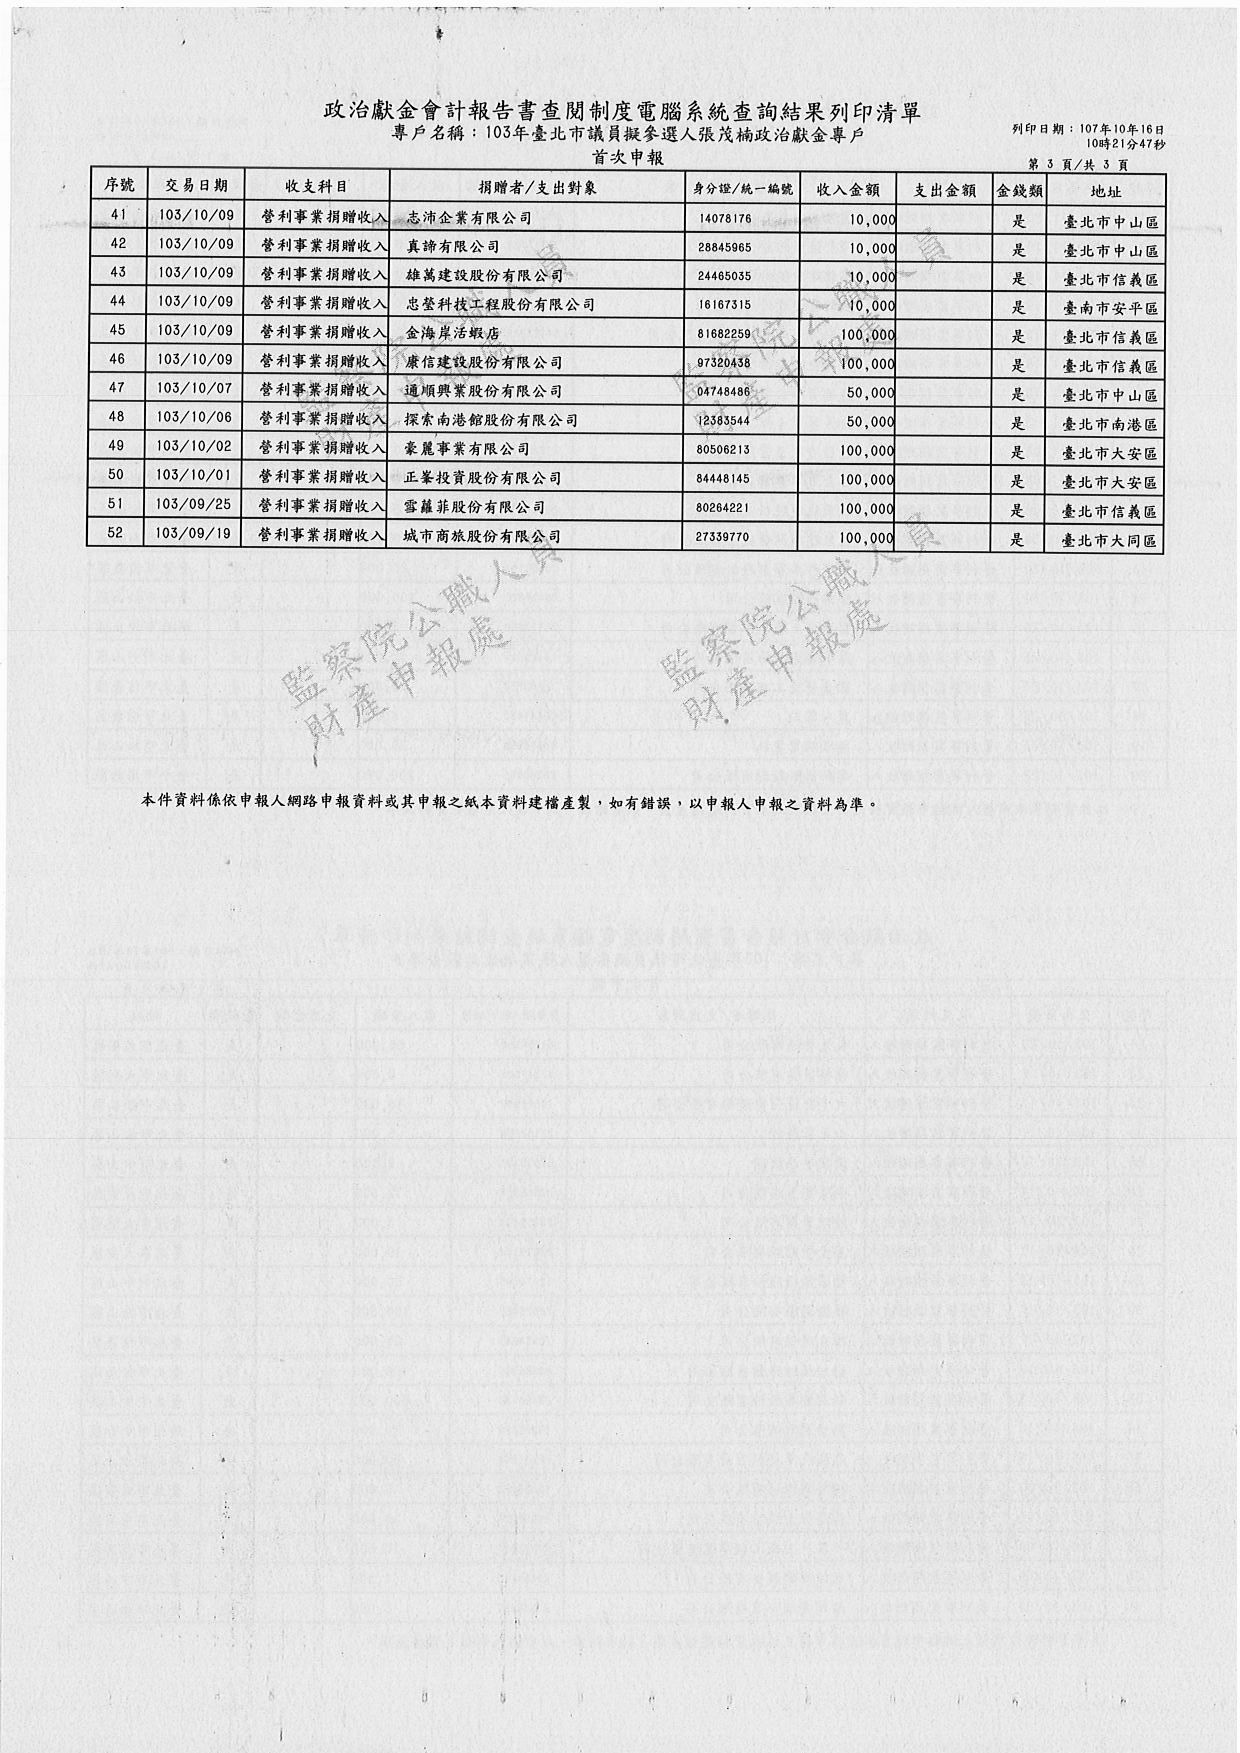 政治獻金會計報告書查閱制度電腦系統查詢結果列印清單
專戶名稱：103年臺北市議員擬參選人張茂楠政治獻金專戶
首次申報
列印日期：107年10月16日
10時21分47秒
第 3 頁/共 3 頁
序號 交易日期 收支科目 捐贈者/支出對象 身分證/統一編號 收入金額 支出金額 金錢類 地址
41 103/10/09 營利事業捐贈收入 志沛企業有限公司 14078176 10,000 是 臺北市中山區
42 103/10/09 營利事業捐贈收入 真諦有限公司 28845965 10,000 是 臺北市中山區
43 103/10/09 營利事業捐贈收入 雄萬建設股份有限公司 24465035 10,000 是 臺北市信義區
44 103/10/09 營利事業捐贈收入 忠瑩科技工程股份有限公司 16167315 10,000 是 臺南市安平區
45 103/10/09 營利事業捐贈收入 金海岸活蝦店 81682259 100,000 是 臺北市信義區
46 103/10/09 營利事業捐贈收入 康信建設股份有限公司 97320438 100,000 是 臺北市信義區
47 103/10/07 營利事業捐贈收入 通順興業股份有限公司 04748486 50,000 是 臺北市中山區
48 103/10/06 營利事業捐贈收入 探索南港館股份有限公司 12383544 50,000 是 臺北市南港區
49 103/10/02 營利事業捐贈收入 豪麗事業有限公司 80506213 100,000 是 臺北市大安區
50 103/10/01 營利事業捐贈收入 正峯投資股份有限公司 84448145 100,000 是 臺北市大安區
51 103/09/25 營利事業捐贈收入 雪蘿菲股份有限公司 80264221 100,000 是 臺北市信義區
52 103/09/19 營利事業捐贈收入 城市商旅股份有限公司 27339770 100,000 是 臺北市大同區
監察院公職人員
財產申報處
監察院公職人員
財產申報處
監察院公職人員
財產申報處
監察院公職人員
財產申報處
本件資料係依申報人網路申報資料或其申報之紙本資料建檔產製，如有錯誤，以申報人申報之資料為準。